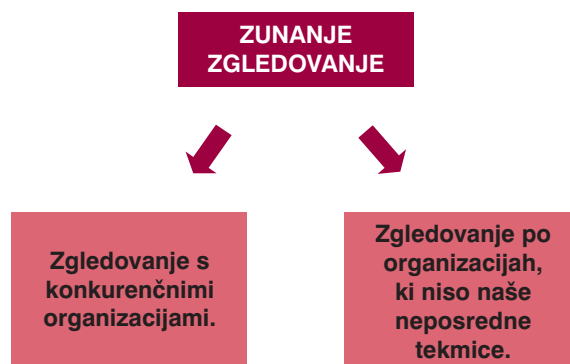 ZUNANJE
ZGLEDOVANJE
Zgledovanje s
konkurenčnimi
organizacijami.
Zgledovanje po
organizacijah,
ki niso naše
neposredne
tekmice.